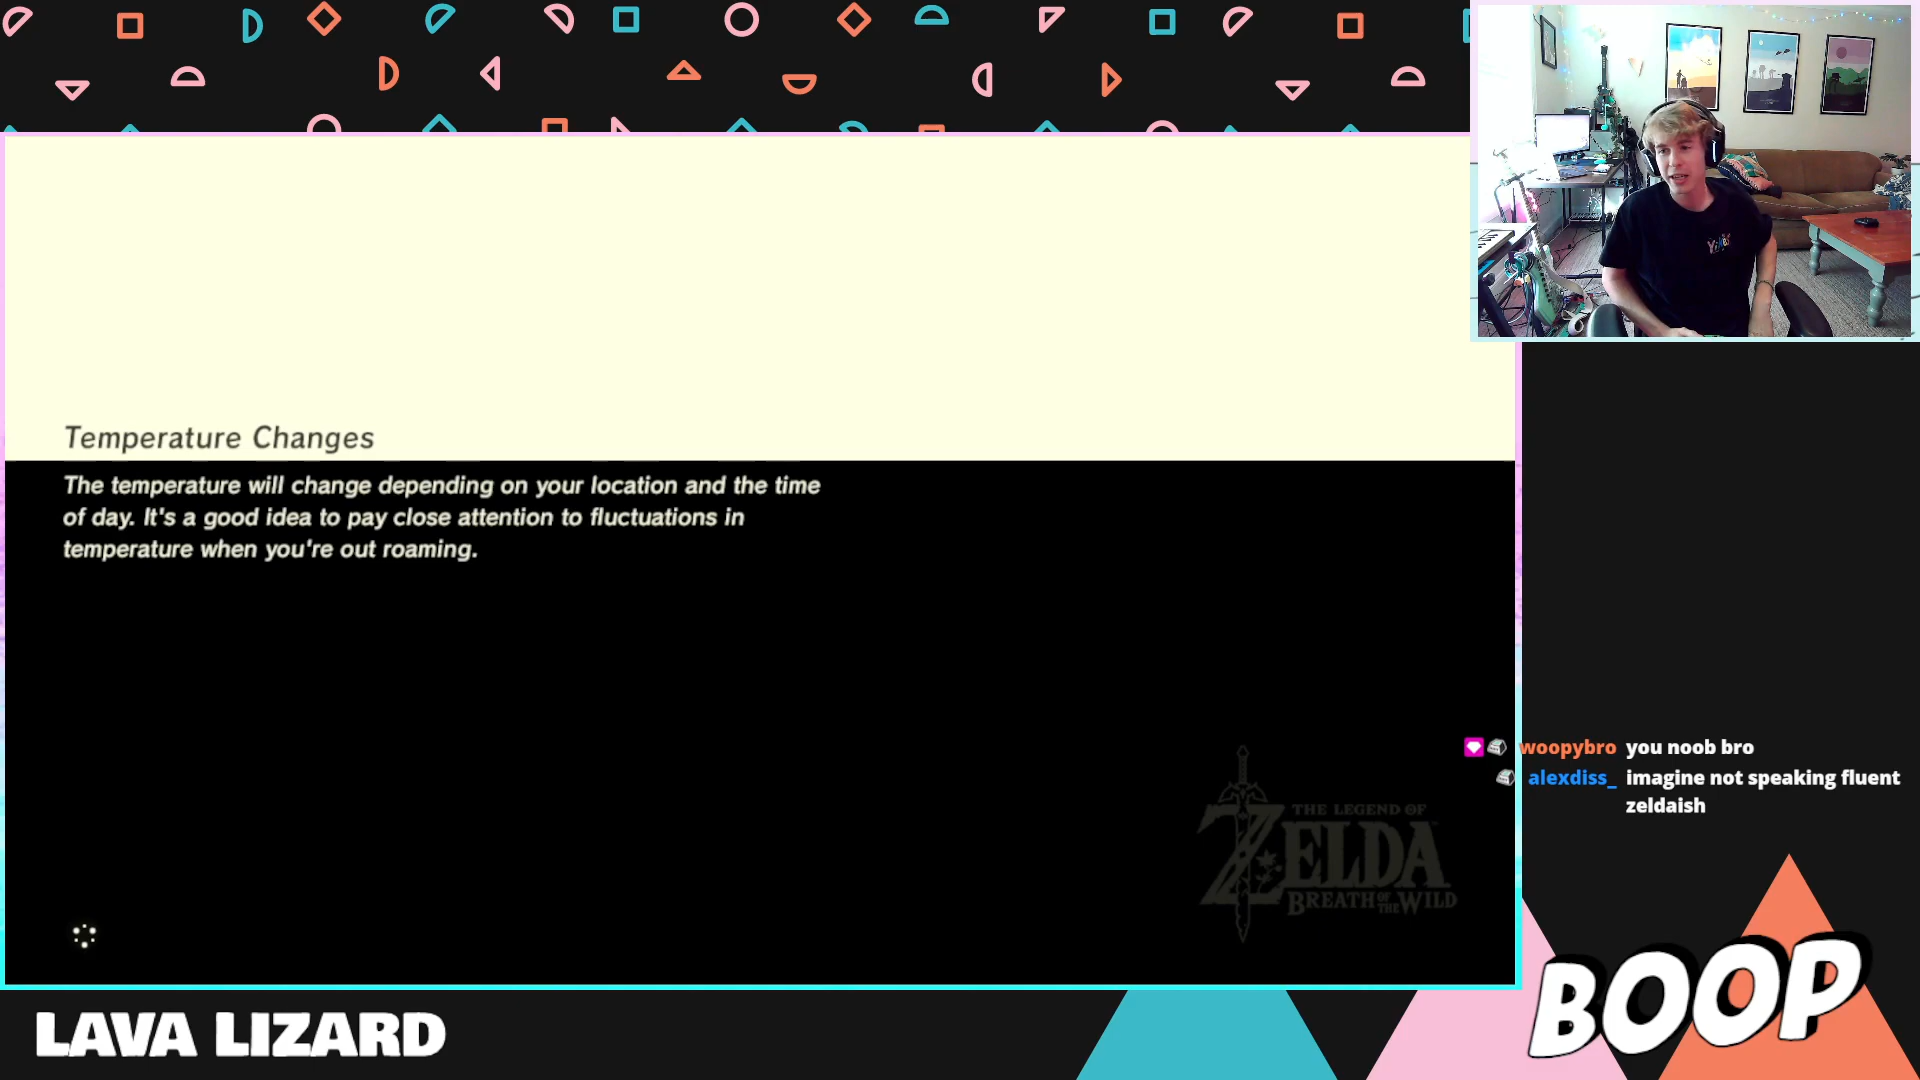 Temperature Changes
The temperature will change depending on your location and the time
of day. It's a good idea to pay close attention to fluctuations in
temperature when you're out roaming.
woopybro you noob bro
alexdiss_ imagine not speaking fluent
zeldaish
THE LEGEND OF
ZELDA
BREATH OF THE WILD
BOOP
LAVA LIZARD